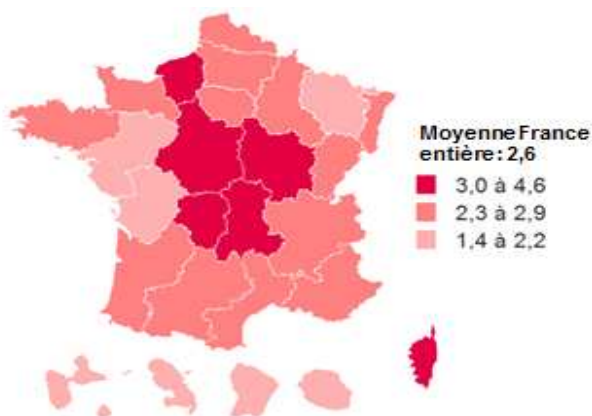 Moyenne France
entière : 2,6
3,0 à 4,6
2,3 à 2,9
1,4 à 2,2